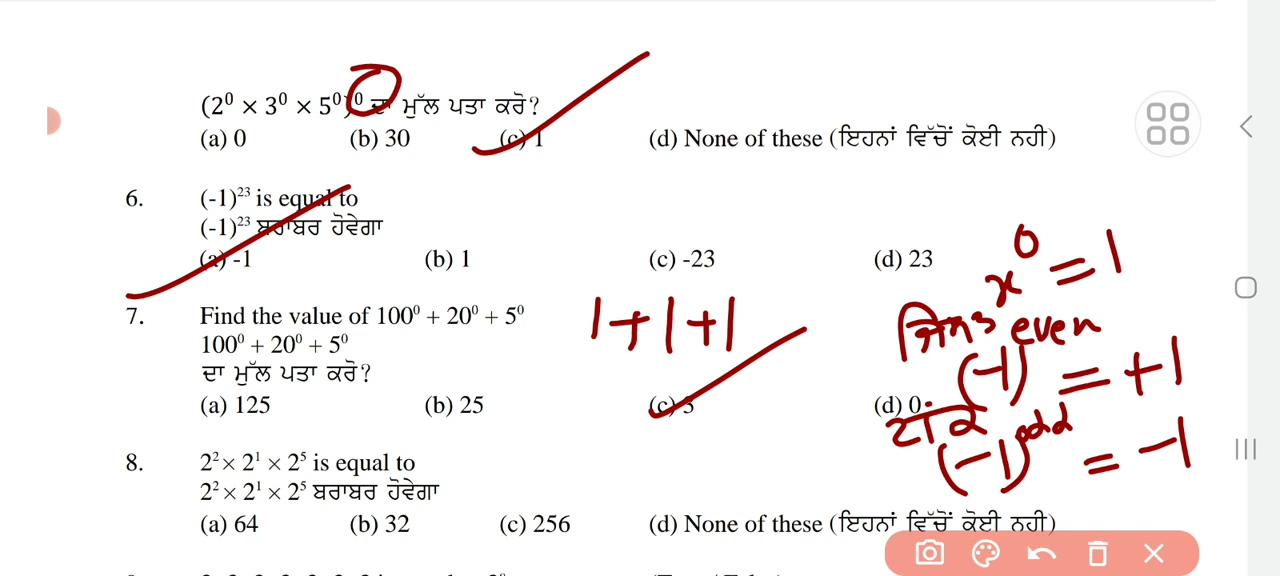 (2⁰ × 3⁰ × 5⁰)⁰ ਦਾ ਮੁੱਲ ਪਤਾ ਕਰੋ?
(a) 0 (b) 30 (c) 1 (d) None of these (ਇਹਨਾਂ ਵਿੱਚੋਂ ਕੋਈ ਨਹੀ)
6. (-1)²³ is equal to
(-1)²³ ਬਰਾਬਰ ਹੋਵੇਗਾ
(a) -1 (b) 1 (c) -23 (d) 23
x⁰ = 1
7. Find the value of 100⁰ + 20⁰ + 5⁰
1+1+1
100⁰ + 20⁰ + 5⁰
ਦਾ ਮੁੱਲ ਪਤਾ ਕਰੋ?
even
(-1) = +1
(a) 125 (b) 25 (c) 3 (d) 0
(-1)ᵒᵈᵈ = -1
8. 2² × 2¹ × 2⁵ is equal to
2² × 2¹ × 2⁵ ਬਰਾਬਰ ਹੋਵੇਗਾ
(a) 64 (b) 32 (c) 256 (d) None of these (ਇਹਨਾਂ ਵਿੱਚੋਂ ਕੋਈ ਨਹੀ)